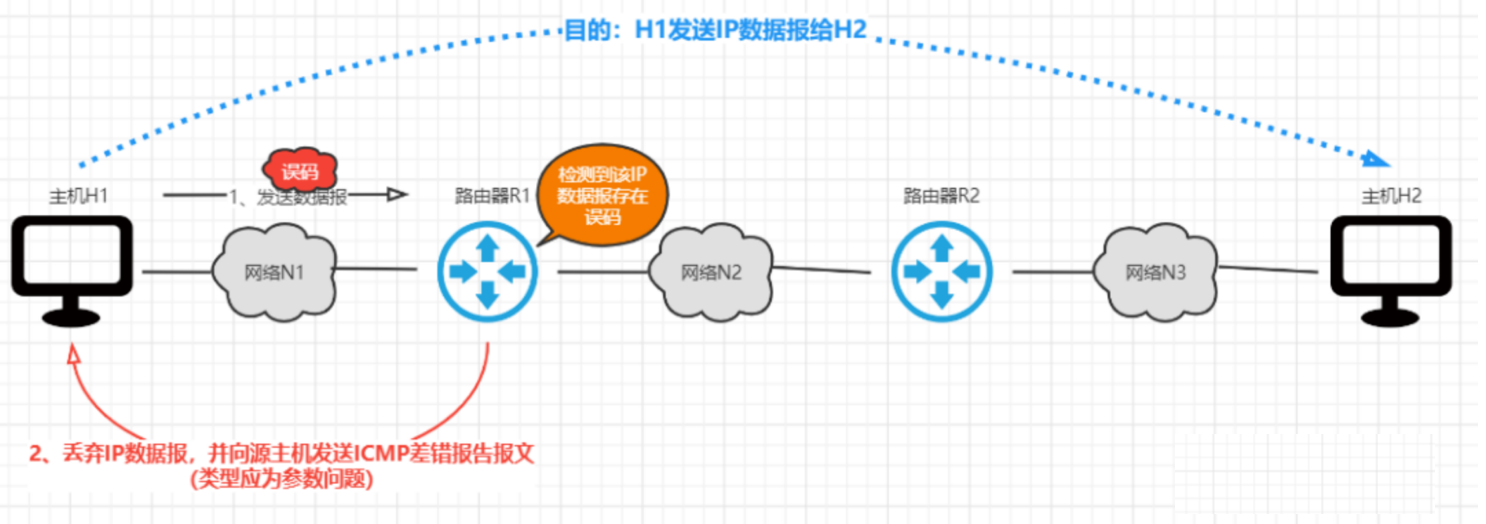 目的：H1发送IP数据报给H2
误码
主机H1
1、发送数据报
路由器R1
检测到该IP
数据报存在
误码
路由器R2
主机H2
网络N1
网络N2
网络N3
2、丢弃IP数据报，并向源主机发送ICMP差错报告报文
(类型应为参数问题)